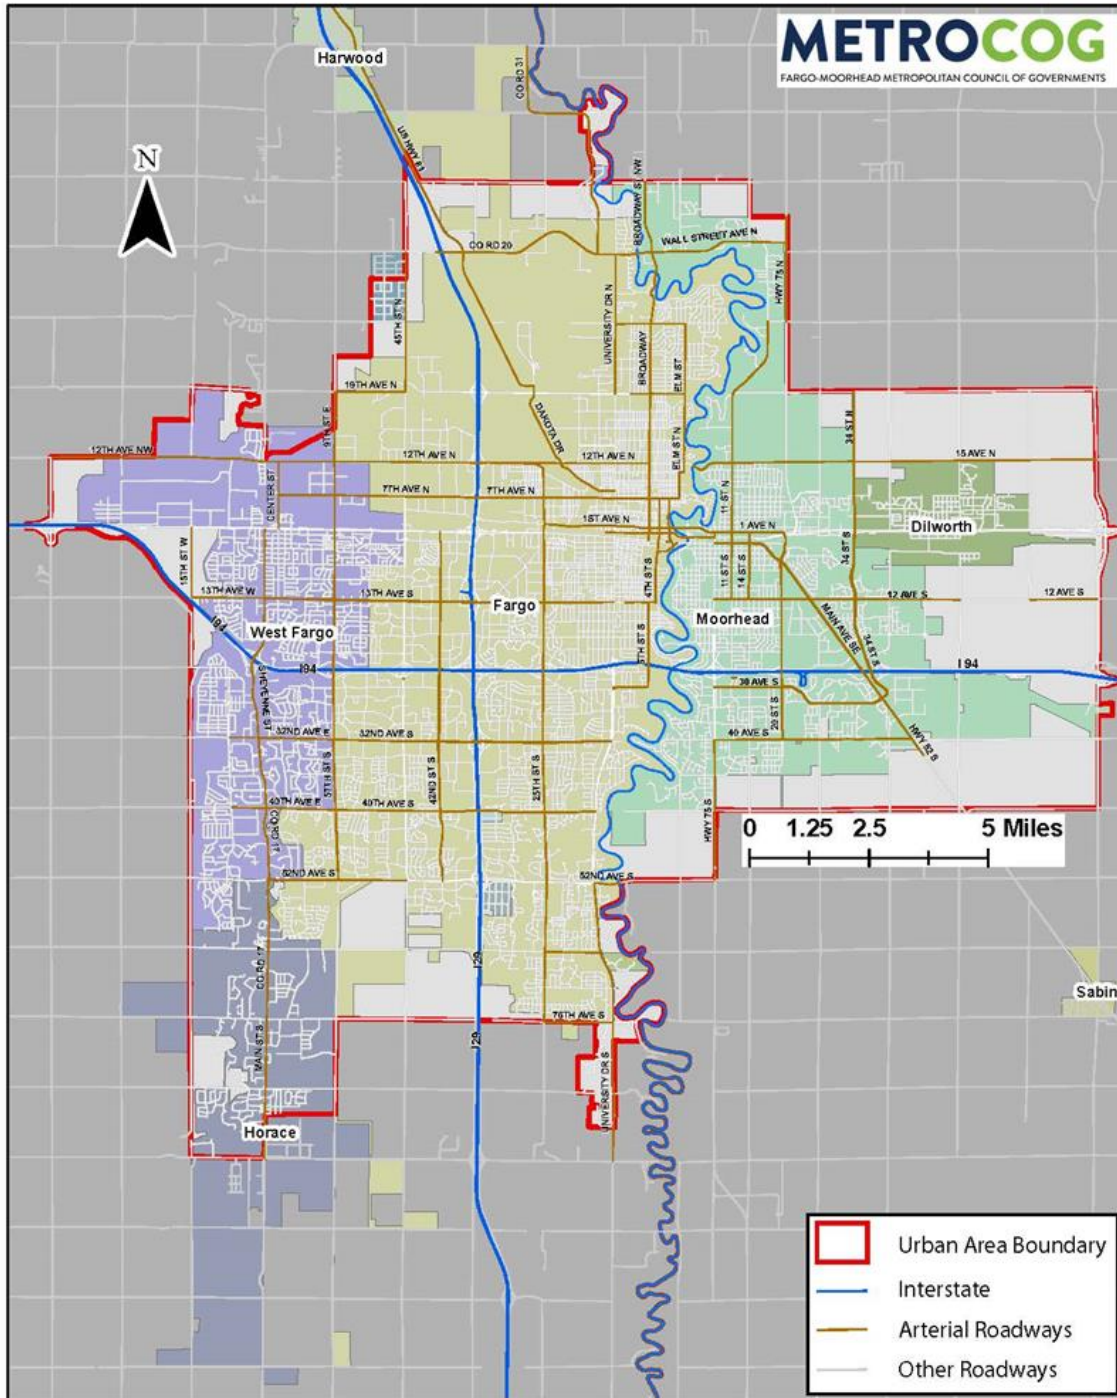 METROCOG
FARGO-MOORHEAD METROPOLITAN COUNCIL OF GOVERNMENTS
Harwood
CO RD 31
N
US HWY 81
BROADWAY ST NW
CO RD 20
WALL STREET AVE N
HWY 75 N
45TH ST N
UNIVERSITY DR N
BROADWAY
ELM ST
19TH AVE N
9TH ST E
DAKOTA DR
34 ST N
12TH AVE NW
12TH AVE N
12TH AVE N
ELM ST N
15 AVE N
CENTER ST
7TH AVE N
7TH AVE N
11 ST N
1ST AVE N
1 AVE N
Dilworth
15TH ST W
4TH ST S
11 ST S
14 ST S
34 ST S
13TH AVE W
13TH AVE S
12 AVE S
12 AVE S
Fargo
Moorhead
MAIN AVE SE
I94
West Fargo
5TH ST S
34 ST S
I94
I 94
SHEYENNE ST
30 AVE S
20 ST S
32ND AVE E
32ND AVE S
40 AVE S
HWY 52 S
57TH ST S
42ND ST S
25TH ST S
40TH AVE E
40TH AVE S
HWY 75 S
CO RD 17
0 1.25 2.5 5 Miles
52ND AVE S
52ND AVE S
I29
CO RD 17
Sabin
76TH AVE S
MAIN ST S
I29
UNIVERSITY DR S
Horace
Urban Area Boundary
Interstate
Arterial Roadways
Other Roadways